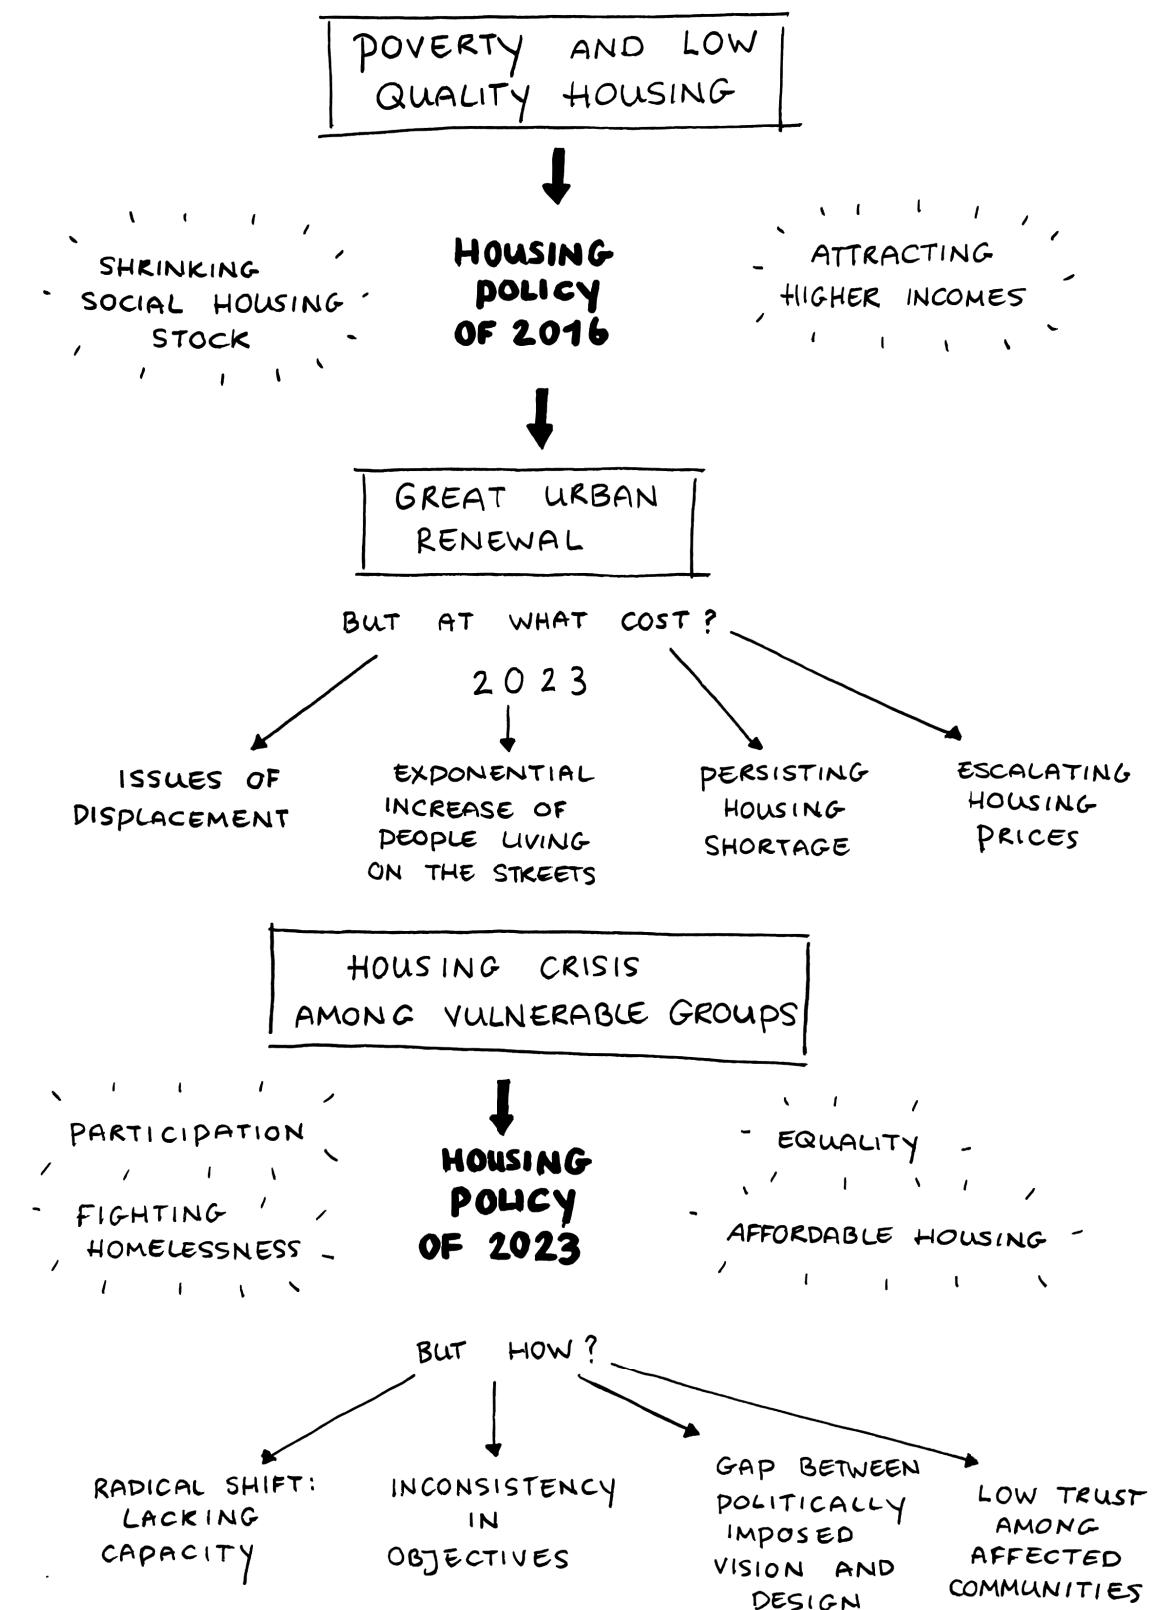 POVERTY AND LOW
QUALITY HOUSING
SHRINKING
SOCIAL HOUSING
STOCK
HOUSING
POLICY
OF 2016
ATTRACTING
HIGHER INCOMES
GREAT URBAN
RENEWAL
BUT AT WHAT COST?
2023
ISSUES OF
DISPLACEMENT
EXPONENTIAL
INCREASE OF
PEOPLE LIVING
ON THE STREETS
PERSISTING
HOUSING
SHORTAGE
ESCALATING
HOUSING
PRICES
HOUSING CRISIS
AMONG VULNERABLE GROUPS
PARTICIPATION
FIGHTING
HOMELESSNESS
HOUSING
POLICY
OF 2023
EQUALITY
AFFORDABLE HOUSING
BUT HOW?
RADICAL SHIFT:
LACKING
CAPACITY
INCONSISTENCY
IN
OBJECTIVES
GAP BETWEEN
POLITICALLY
IMPOSED
VISION AND
DESIGN
LOW TRUST
AMONG
AFFECTED
COMMUNITIES